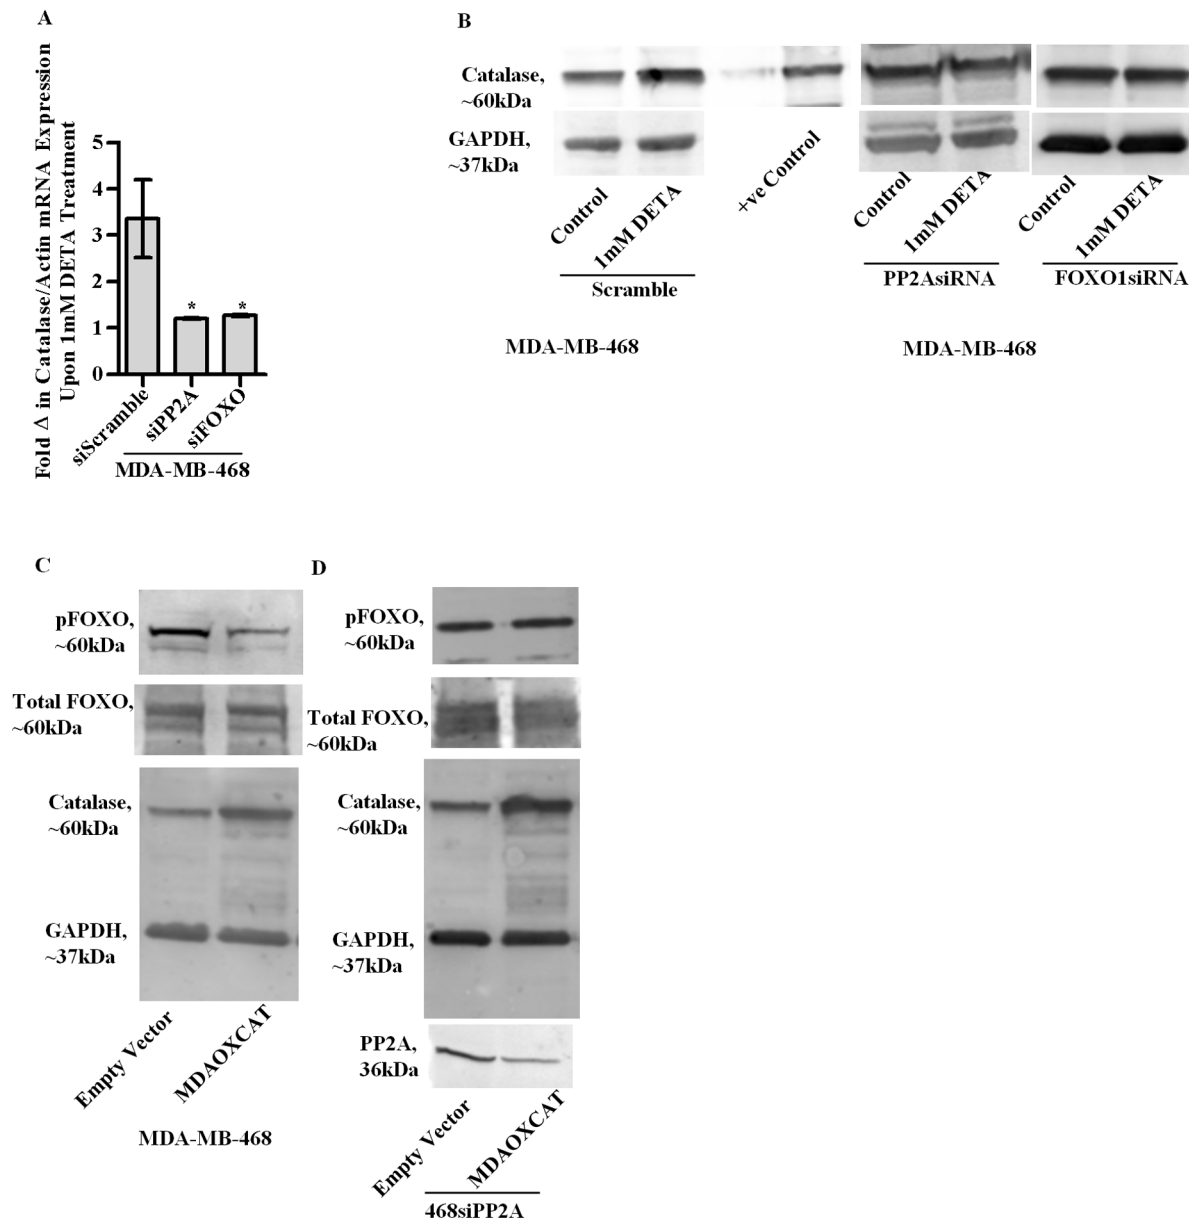 A
Fold Δ in Catalase/Actin mRNA Expression
Upon 1mM DETA Treatment
5
4
3
2
1
0
*
*
siScramble
siPP2A
siFOXO
MDA-MB-468
B
Catalase,
~60kDa
GAPDH,
~37kDa
Control
1mM DETA
Scramble
+ve Control
Control
1mM DETA
PP2AsiRNA
Control
1mM DETA
FOXO1siRNA
MDA-MB-468
MDA-MB-468
C
pFOXO,
~60kDa
Total FOXO,
~60kDa
Catalase,
~60kDa
GAPDH,
~37kDa
Empty Vector
MDAOXCAT
MDA-MB-468
D
pFOXO,
~60kDa
Total FOXO,
~60kDa
Catalase,
~60kDa
GAPDH,
~37kDa
PP2A,
36kDa
Empty Vector
MDAOXCAT
468siPP2A